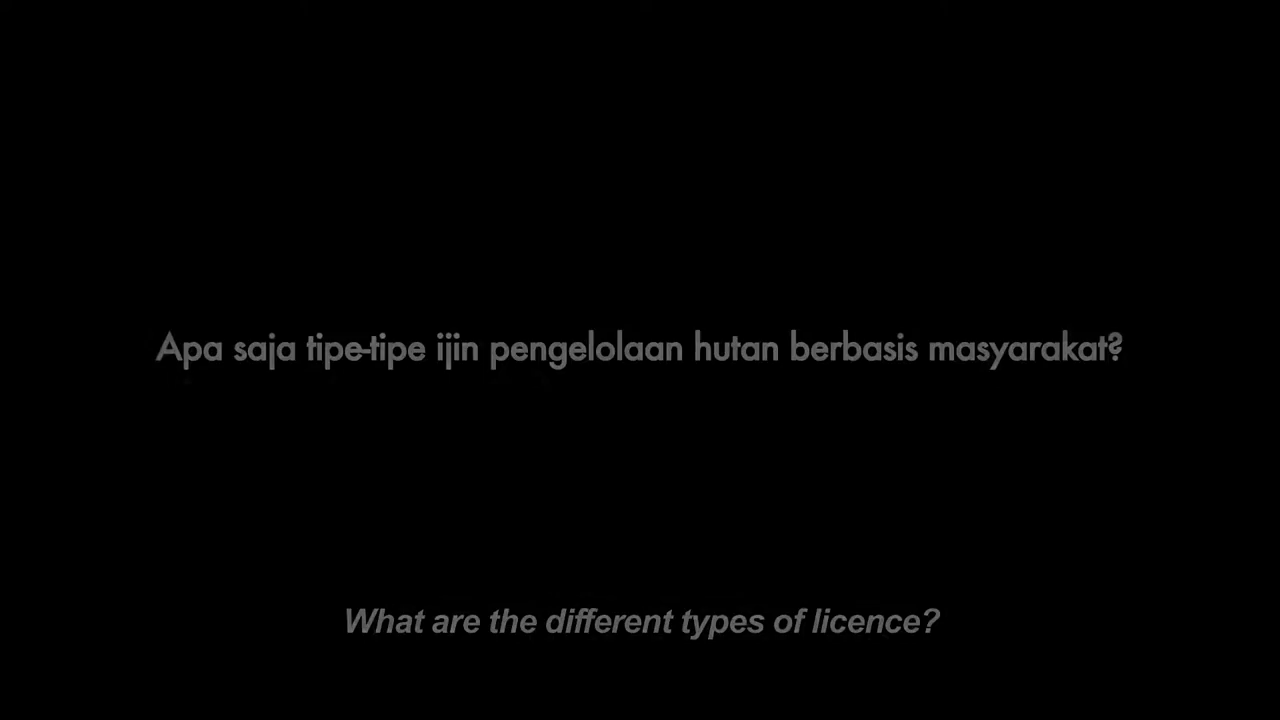 Apa saja tipe-tipe ijin pengelolaan hutan berbasis masyarakat?
What are the different types of licence?